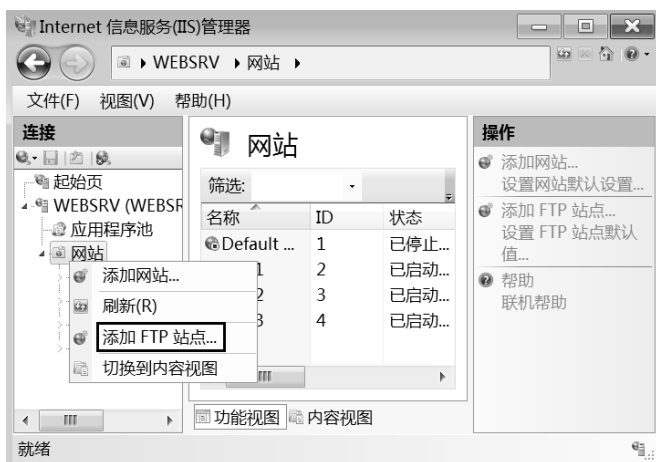 Internet 信息服务(IIS)管理器
WEBSRV 网站
文件(F) 视图(V) 帮助(H)
连接
起始页
WEBSRV (WEBSR
应用程序池
网站
添加网站...
刷新(R)
添加 FTP 站点...
切换到内容视图
网站
筛选:
名称 ID 状态
Default ... 1 已停止...
1 2 已启动...
2 3 已启动...
3 4 已启动...
功能视图 内容视图
操作
添加网站...
设置网站默认设置...
添加 FTP 站点...
设置 FTP 站点默认
值...
帮助
联机帮助
就绪